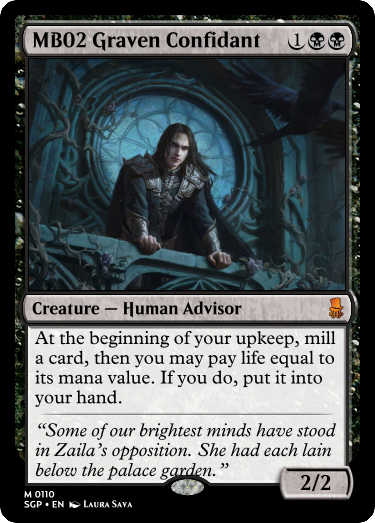 MB02 Graven Confidant 1
Creature — Human Advisor
At the beginning of your upkeep, mill
a card, then you may pay life equal to
its mana value. If you do, put it into
your hand.
“Some of our brightest minds have stood
in Zaila’s opposition. She had each lain
below the palace garden.”
2/2
M 0110
SGP • EN Laura Sava